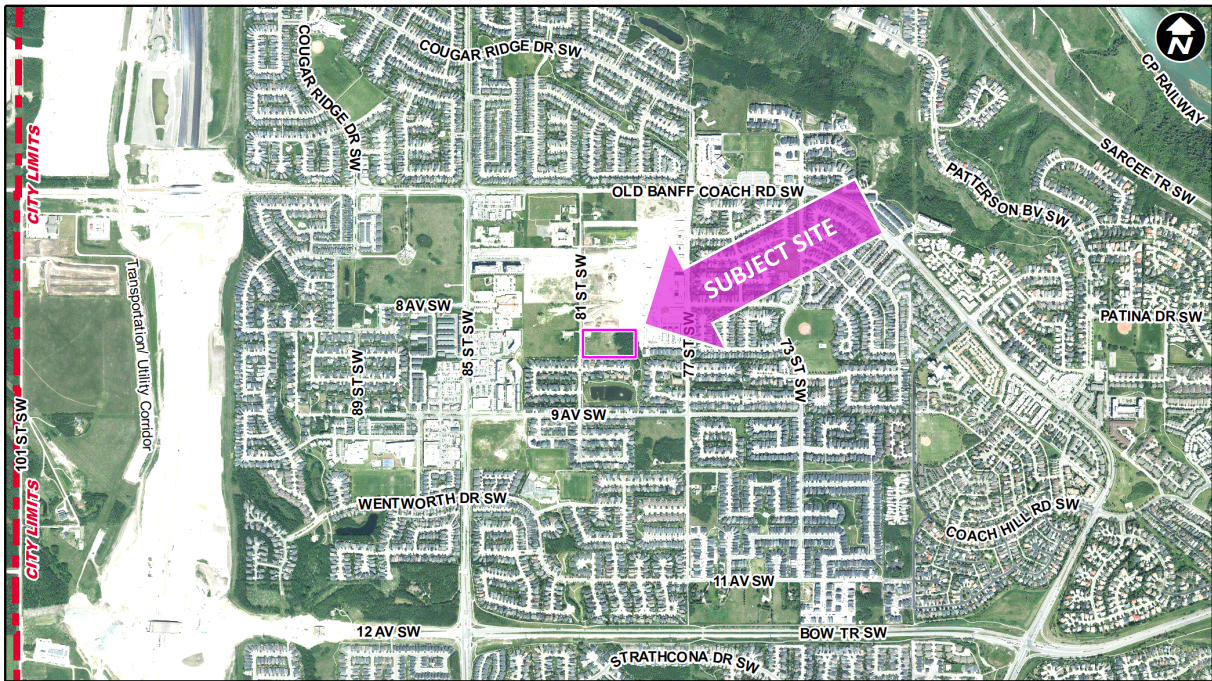 N
COUGAR RIDGE DR SW
COUGAR RIDGE DR SW
CP RAILWAY
CITY LIMITS
SARCEE TR SW
OLD BANFF COACH RD SW
PATTERSON BV SW
SUBJECT SITE
81 ST SW
Transportation/ Utility Corridor
8 AV SW
PATINA DR SW
85 ST SW
77 ST SW
73 ST SW
89 ST SW
9 AV SW
101 ST SW
WENTWORTH DR SW
COACH HILL RD SW
CITY LIMITS
11 AV SW
12 AV SW
BOW TR SW
STRATHCONA DR SW